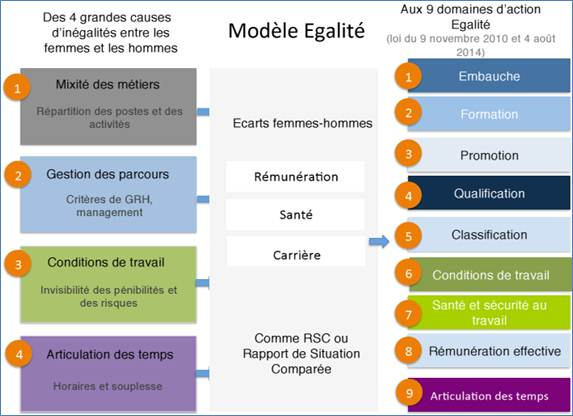 Des 4 grandes causes
d'inégalités entre les
femmes et les hommes
1
Mixité des métiers
Répartition des postes et des
activités
2
Gestion des parcours
Critères de GRH,
management
3
Conditions de travail
Invisibilité des pénibilités et
des risques
4
Articulation des temps
Horaires et souplesse
Modèle Egalité
Ecarts femmes-hommes
Rémunération
Santé
Carrière
Comme RSC ou
Rapport de Situation
Comparée
Aux 9 domaines d'action
Egalité
(loi du 9 novembre 2010 et 4 août
2014)
1 Embauche
2 Formation
3 Promotion
4 Qualification
5 Classification
6 Conditions de travail
7 Santé et sécurité au
travail
8 Rémunération effective
9 Articulation des temps